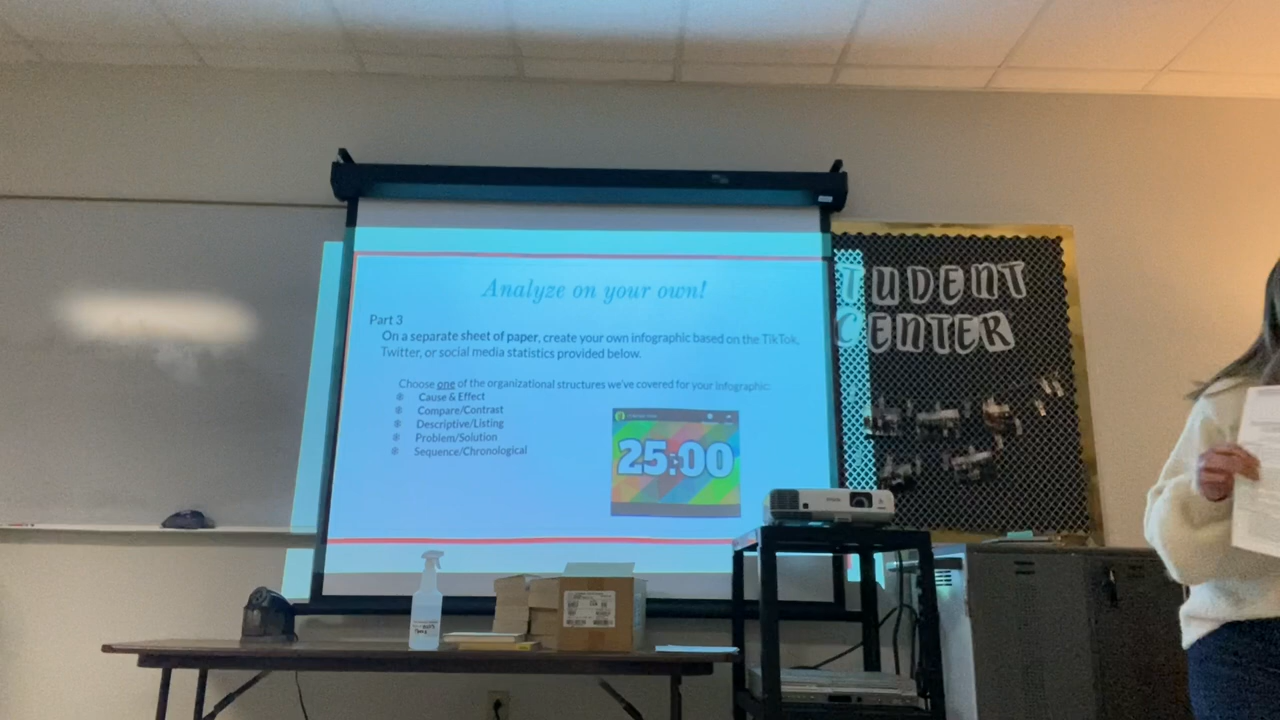 Analyze on your own!
Part 3
On a separate sheet of paper, create your own infographic based on the TikTok,
Twitter, or social media statistics provided below.
Choose one of the organizational structures we've covered for your infographic:
Cause & Effect
Compare/Contrast
Descriptive/Listing
Problem/Solution
Sequence/Chronological
25:00
TUDENT
CENTER
EPSON